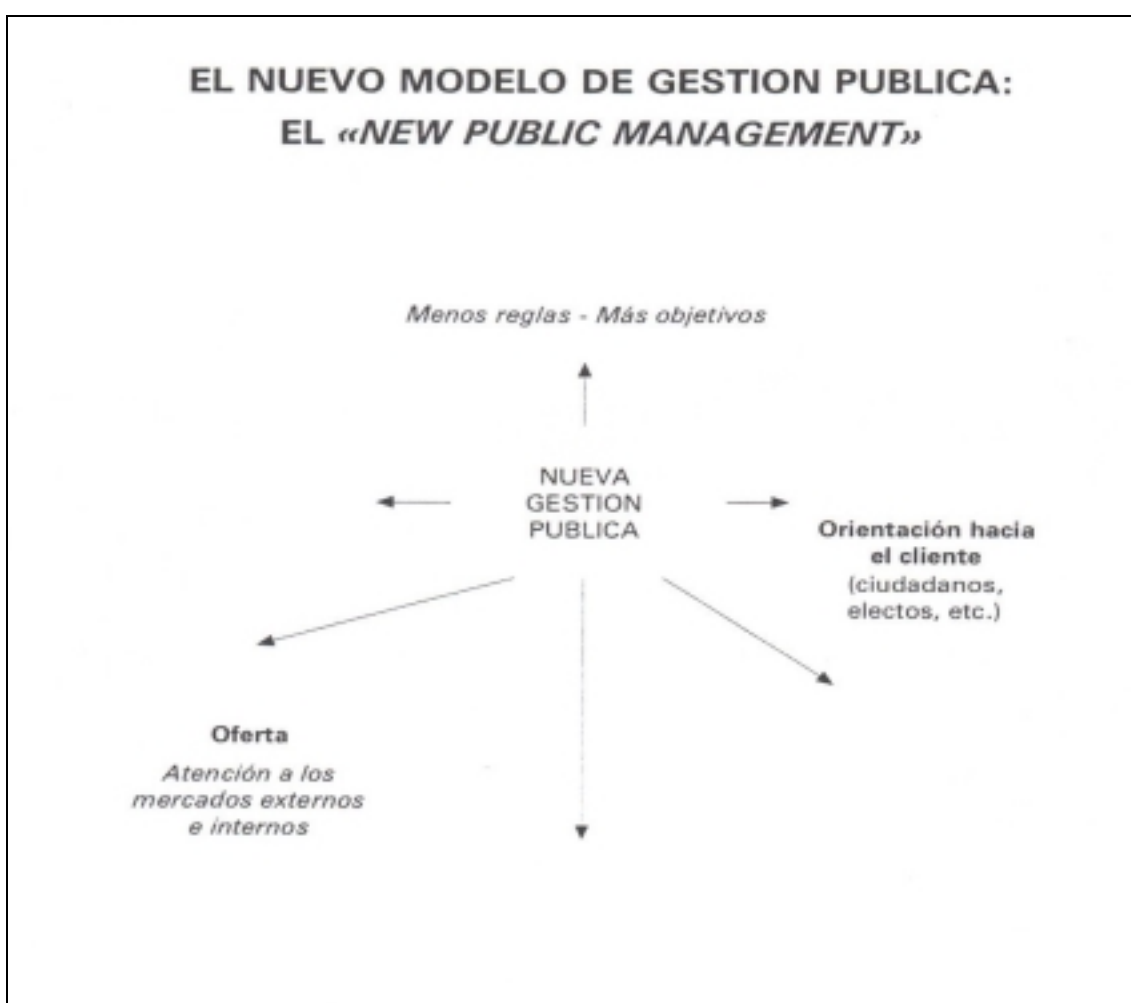 EL NUEVO MODELO DE GESTION PUBLICA:
EL «NEW PUBLIC MANAGEMENT»
Menos reglas - Más objetivos
NUEVA
GESTION
PUBLICA
Orientación hacia
el cliente
(ciudadanos,
electos, etc.)
Oferta
Atención a los
mercados externos
e internos